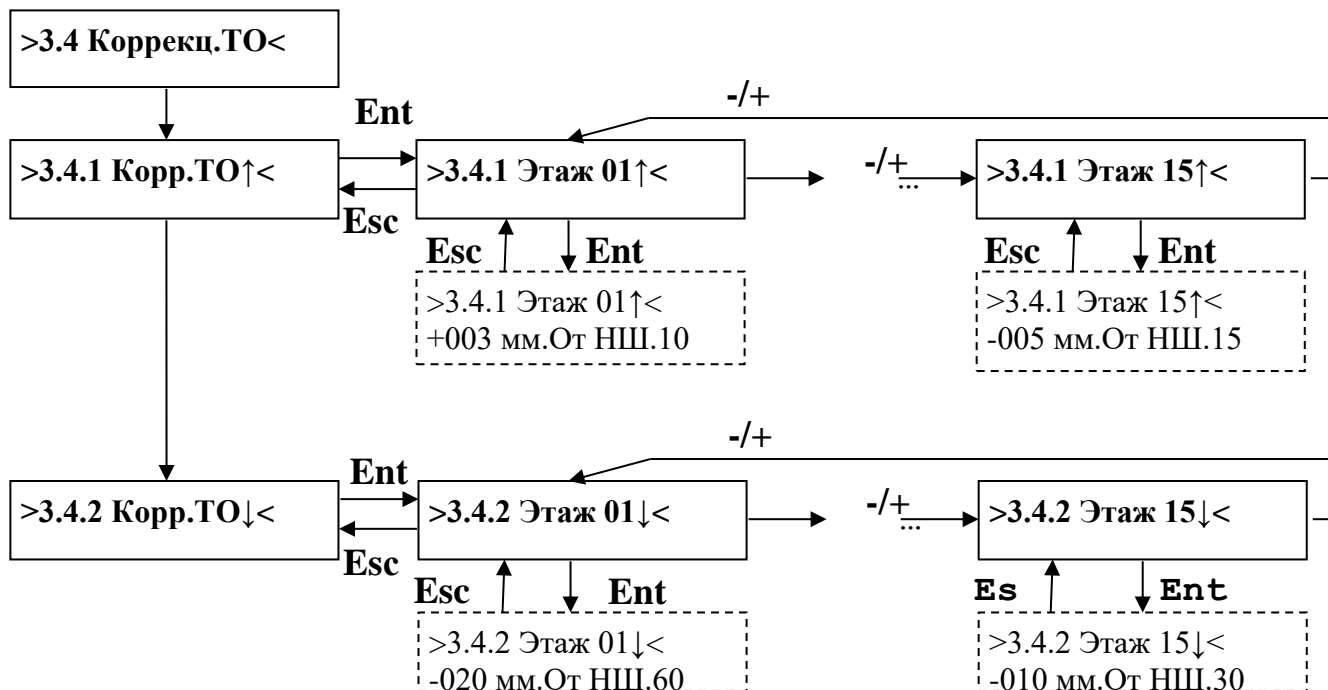 >3.4 Коррекц.ТО<
-/+
Ent
>3.4.1 Корр.ТО↑<
>3.4.1 Этаж 01↑<
-/+
...
>3.4.1 Этаж 15↑<
Esc
Esc
Ent
Esc
Ent
>3.4.1 Этаж 01↑<
+003 мм.От НШ.10
>3.4.1 Этаж 15↑<
-005 мм.От НШ.15
-/+
Ent
>3.4.2 Корр.ТО↓<
>3.4.2 Этаж 01↓<
-/+
...
>3.4.2 Этаж 15↓<
Esc
Esc
Ent
Es
Ent
>3.4.2 Этаж 01↓<
-020 мм.От НШ.60
>3.4.2 Этаж 15↓<
-010 мм.От НШ.30